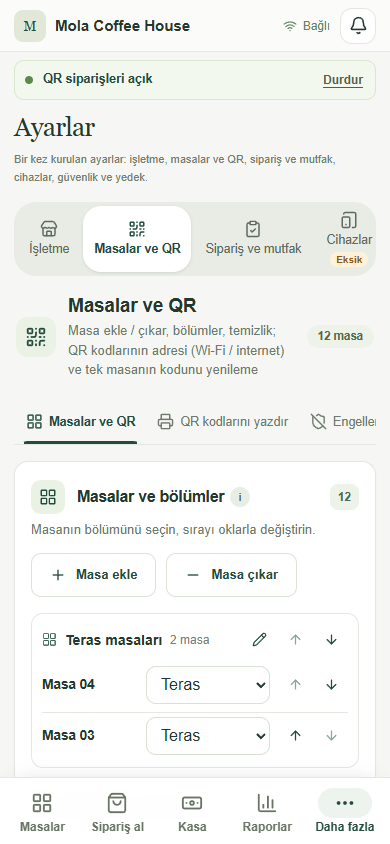 M
Mola Coffee House
Bağlı
QR siparişleri açık
Durdur
Ayarlar
Bir kez kurulan ayarlar: işletme, masalar ve QR, sipariş ve mutfak,
cihazlar, güvenlik ve yedek.
İşletme
Masalar ve QR
Sipariş ve mutfak
Cihazlar
Eksik
Masalar ve QR
Masa ekle / çıkar, bölümler, temizlik;
QR kodlarının adresi (Wi-Fi / internet)
ve tek masanın kodunu yenileme
12 masa
Masalar ve QR
QR kodlarını yazdır
Engeller
Masalar ve bölümler
i
12
Masanın bölümünü seçin, sırayı oklarla değiştirin.
+ Masa ekle
− Masa çıkar
Teras masaları
2 masa
Masa 04
Teras
Masa 03
Teras
Masalar
Sipariş al
Kasa
Raporlar
Daha fazla